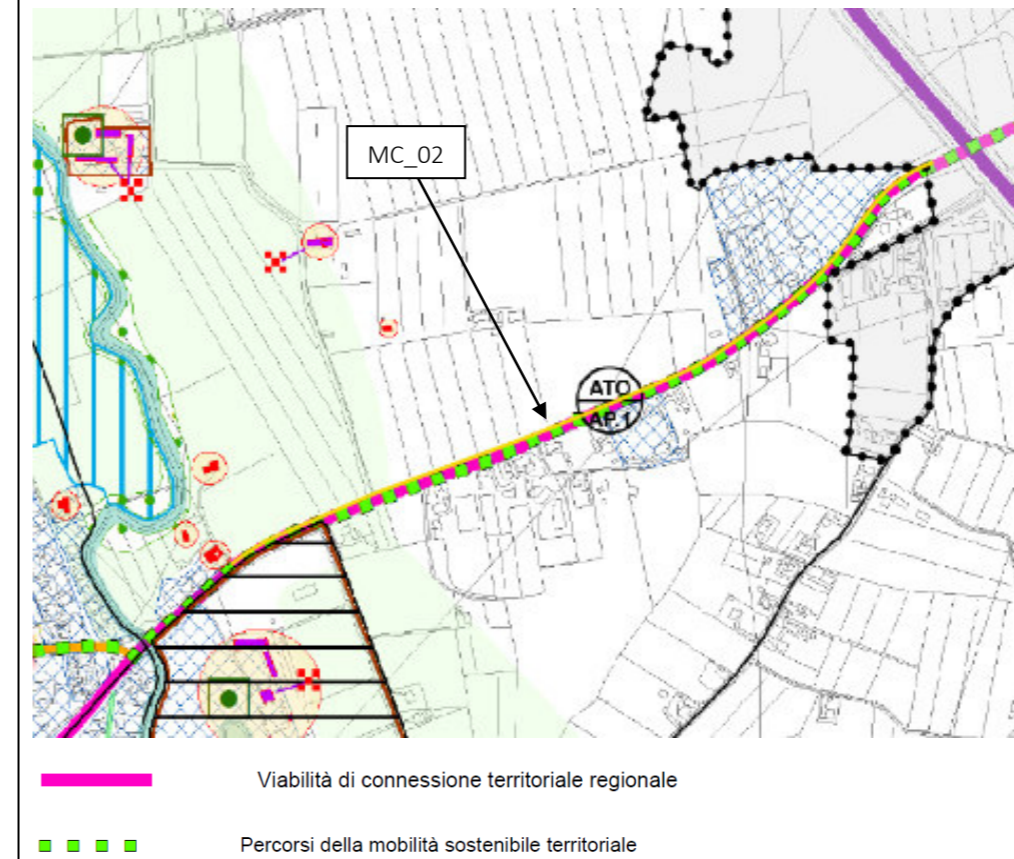 MC_02
ATO
AP.1
Viabilità di connessione territoriale regionale
Percorsi della mobilità sostenibile territoriale